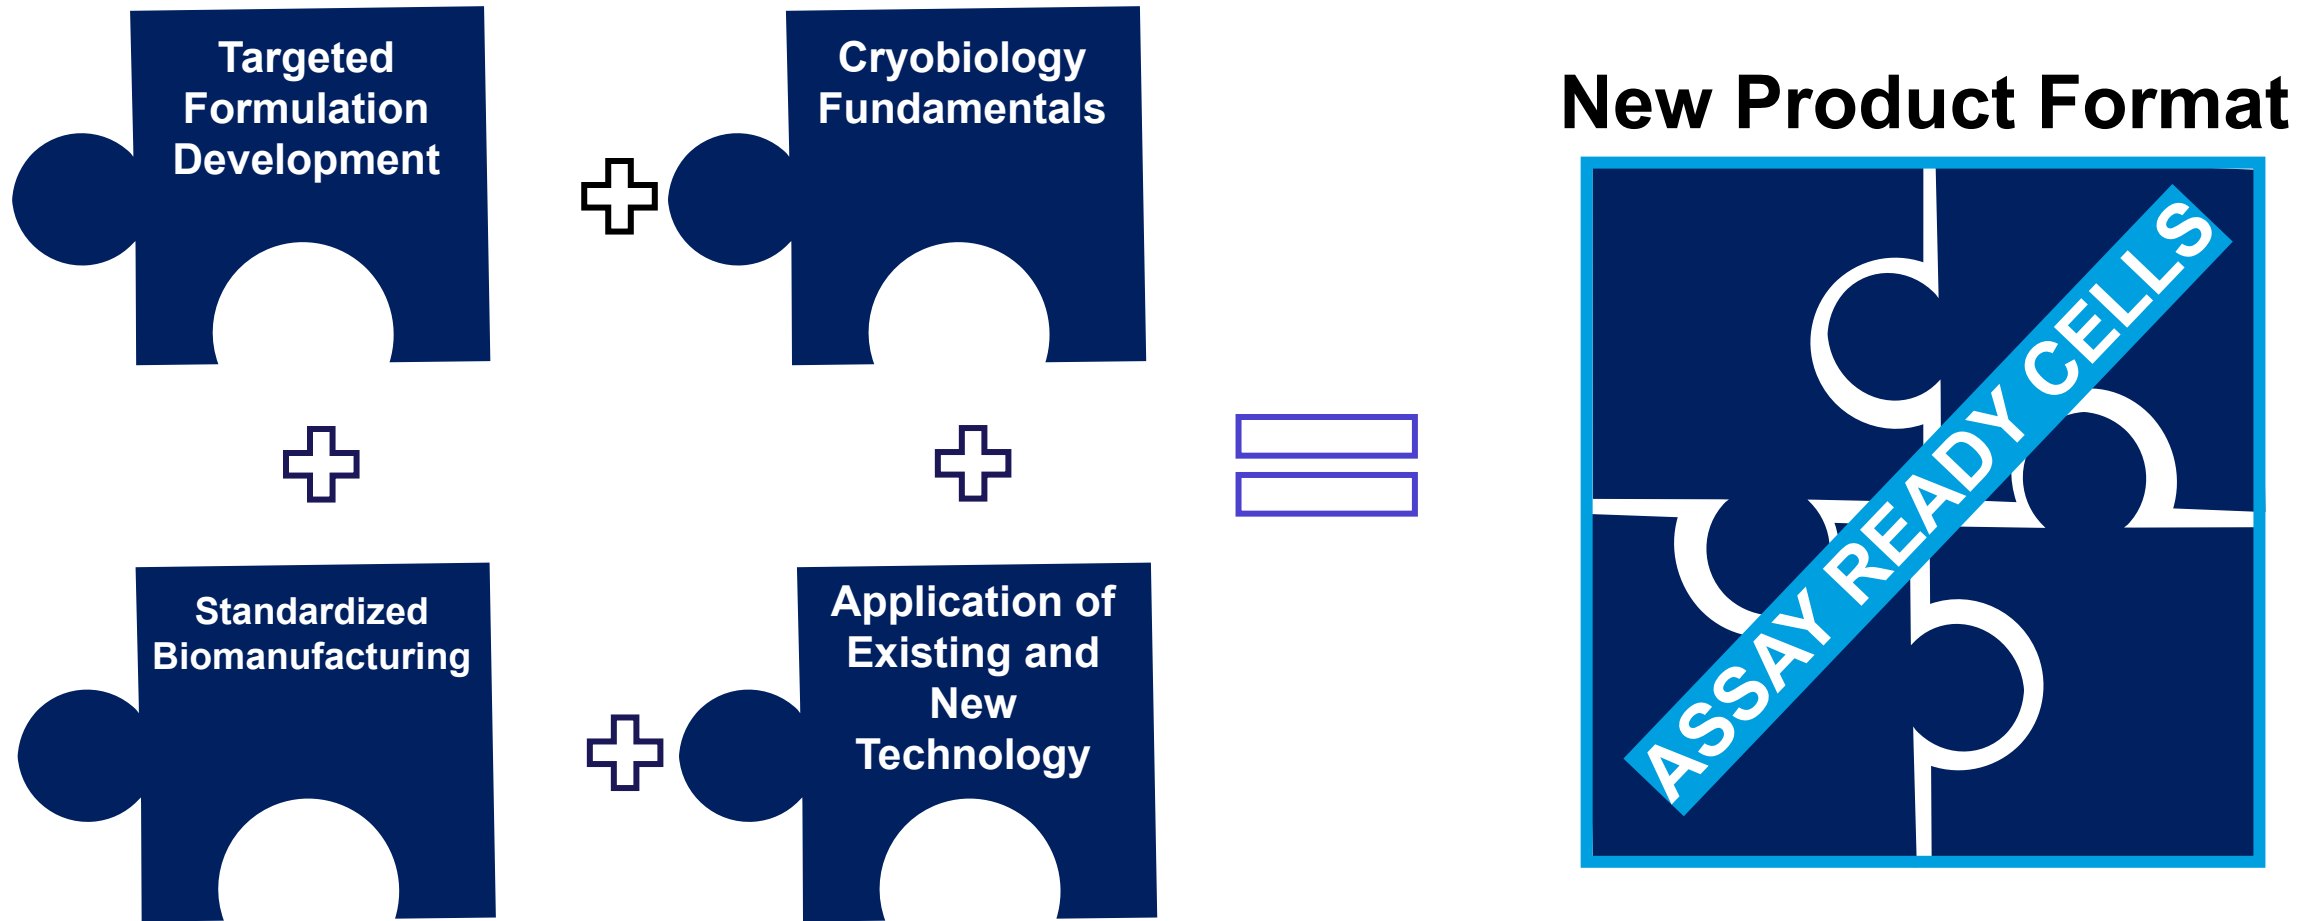 Targeted
Formulation
Development
Cryobiology
Fundamentals
Standardized
Biomanufacturing
Application of
Existing and
New
Technology
New Product Format
ASSAY READY CELLS